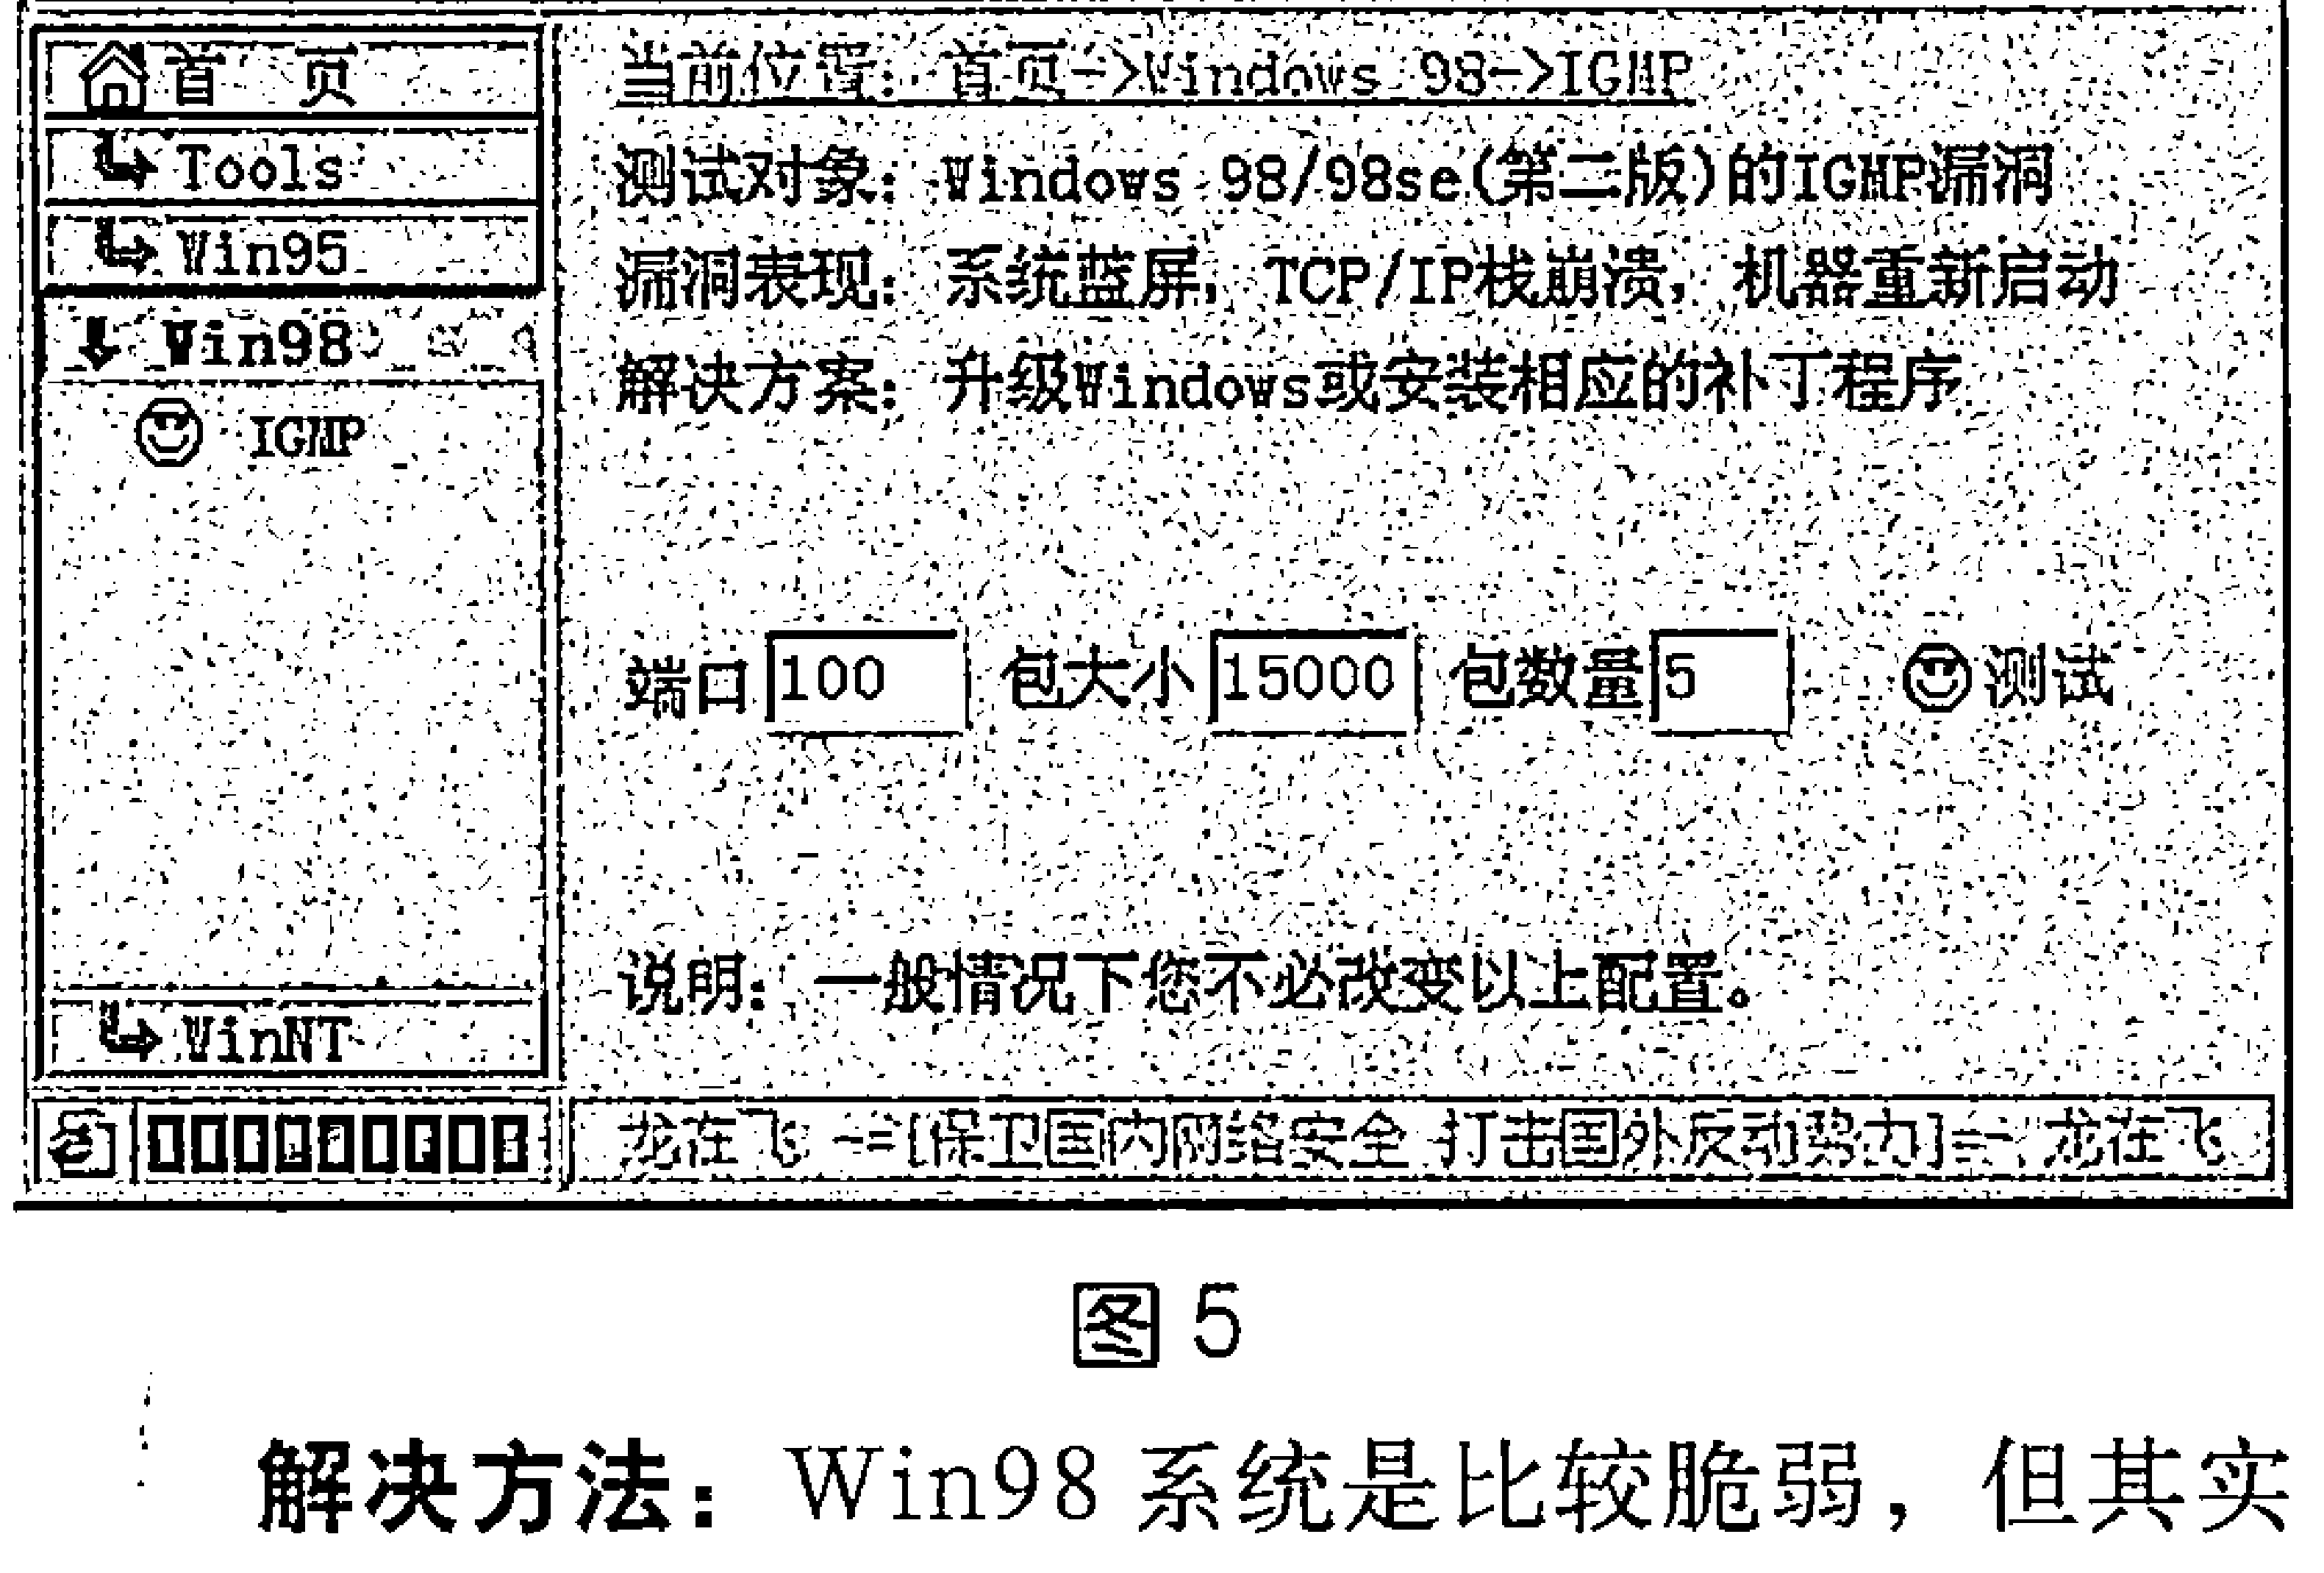 首 页
Tools
Win95
Win98
IGMP
WinNT
当前位置: 首页->Windows 98->IGMP
测试对象: Windows 98/98se(第二版)的IGMP漏洞
漏洞表现: 系统蓝屏, TCP/IP栈崩溃, 机器重新启动
解决方案: 升级Windows或安装相应的补丁程序
端口 100 包大小 15000 包数量 5 测试
说明: 一般情况下您不必改变以上配置。
龙在飞 -=[保卫国内网络安全 打击国外反动势力]=- 龙在飞
图 5
解决方法：Win98 系统是比较脆弱，但其实